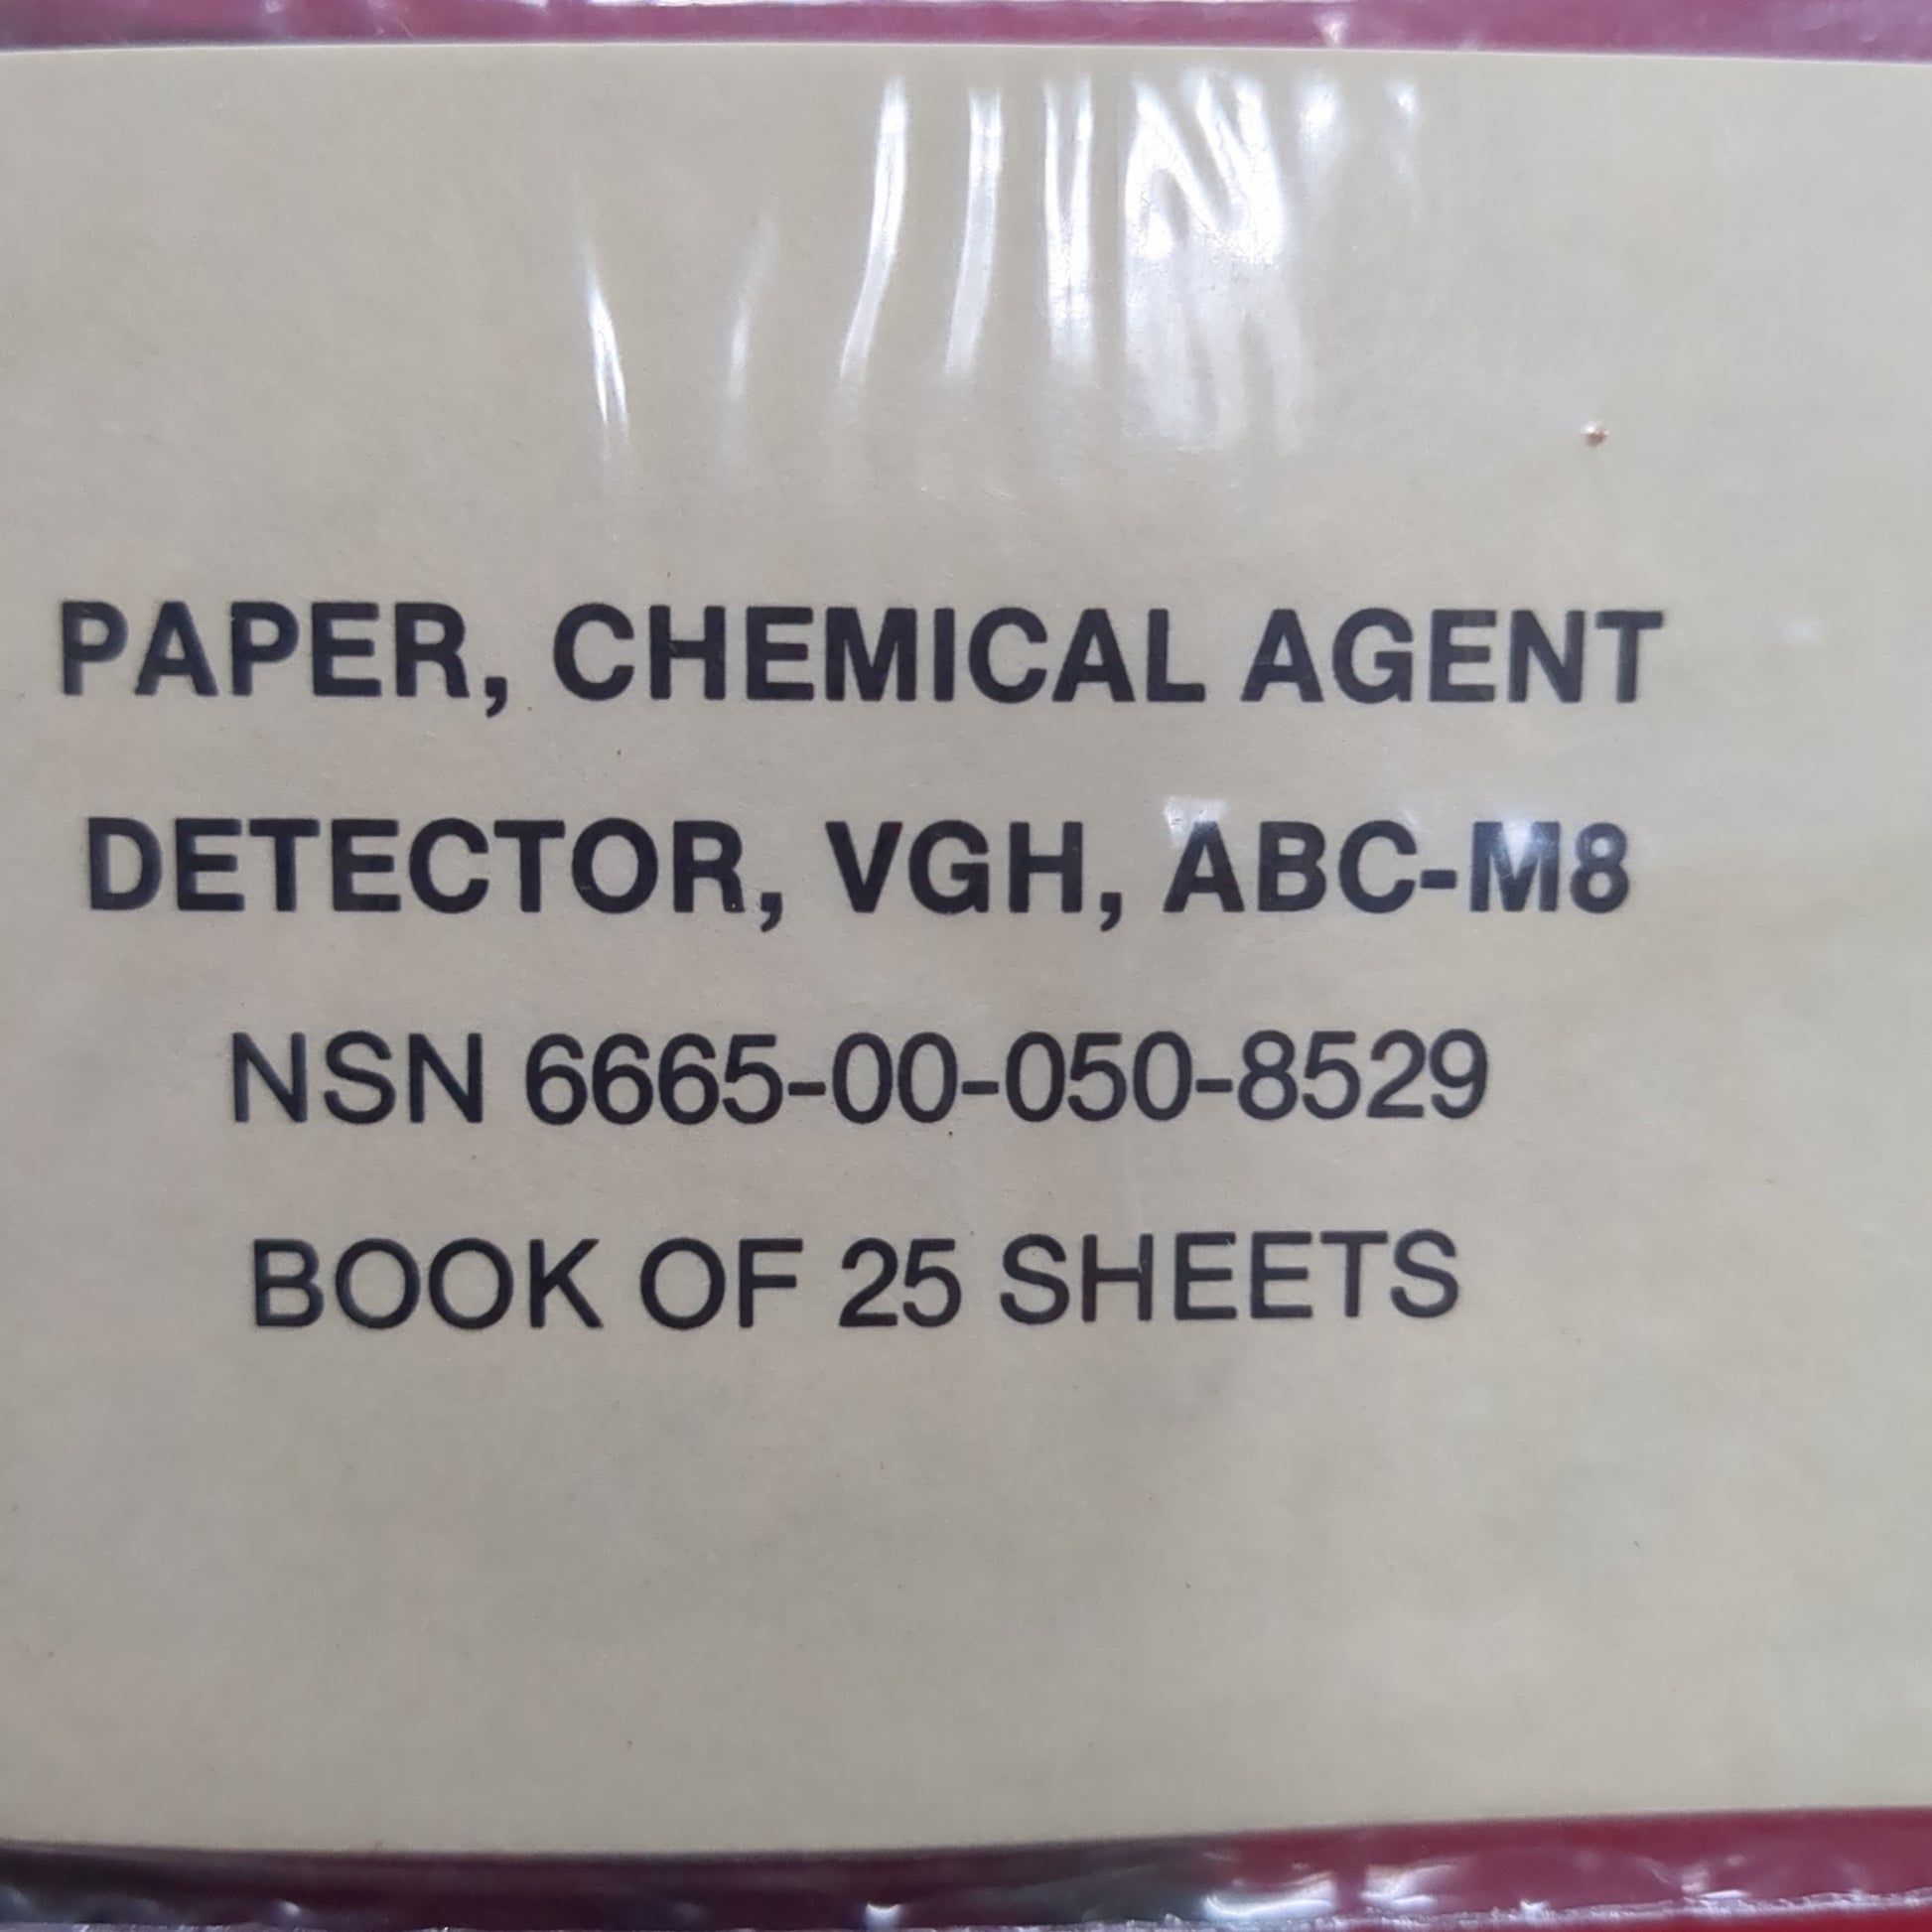 PAPER, CHEMICAL AGENT
DETECTOR, VGH, ABC-M8
NSN 6665-00-050-8529
BOOK OF 25 SHEETS